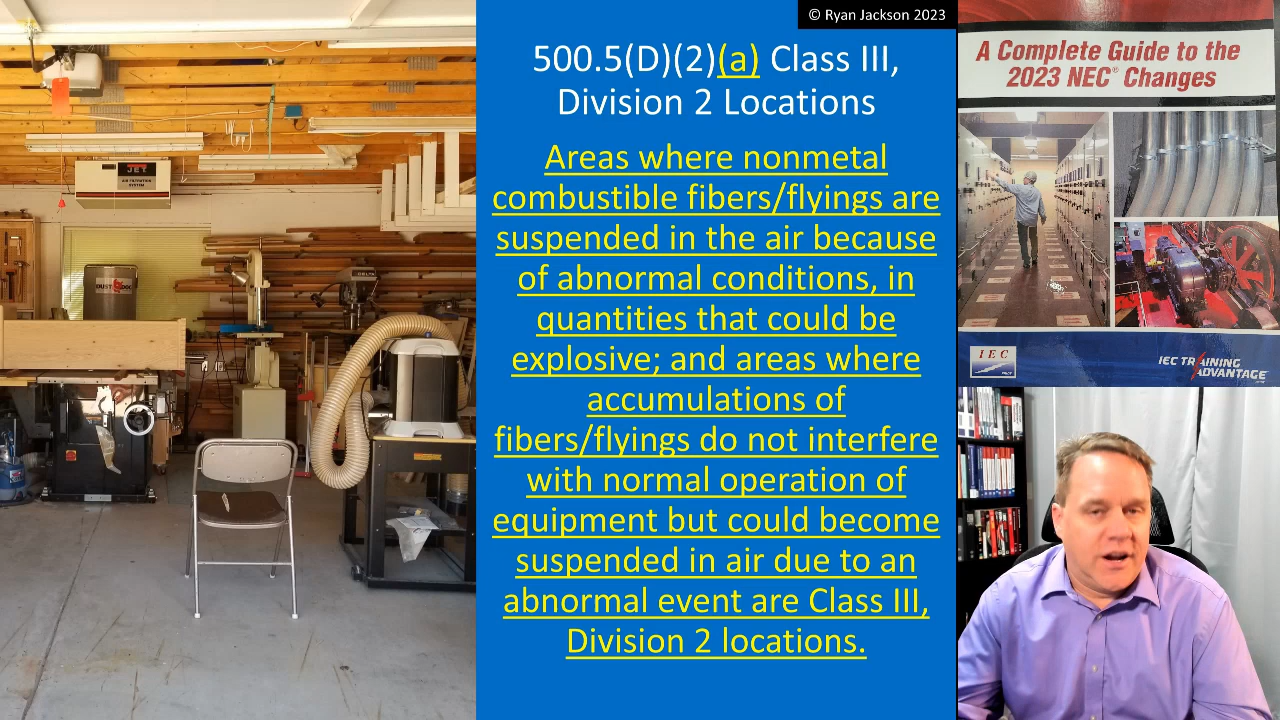 © Ryan Jackson 2023
500.5(D)(2)(a) Class III,
Division 2 Locations
Areas where nonmetal
combustible fibers/flyings are
suspended in the air because
of abnormal conditions, in
quantities that could be
explosive; and areas where
accumulations of
fibers/flyings do not interfere
with normal operation of
equipment but could become
suspended in air due to an
abnormal event are Class III,
Division 2 locations.
A Complete Guide to the
2023 NEC® Changes
IEC
IEC TRAINING
ADVANTAGE
JET
AIR FILTRATION
SYSTEM
DELTA